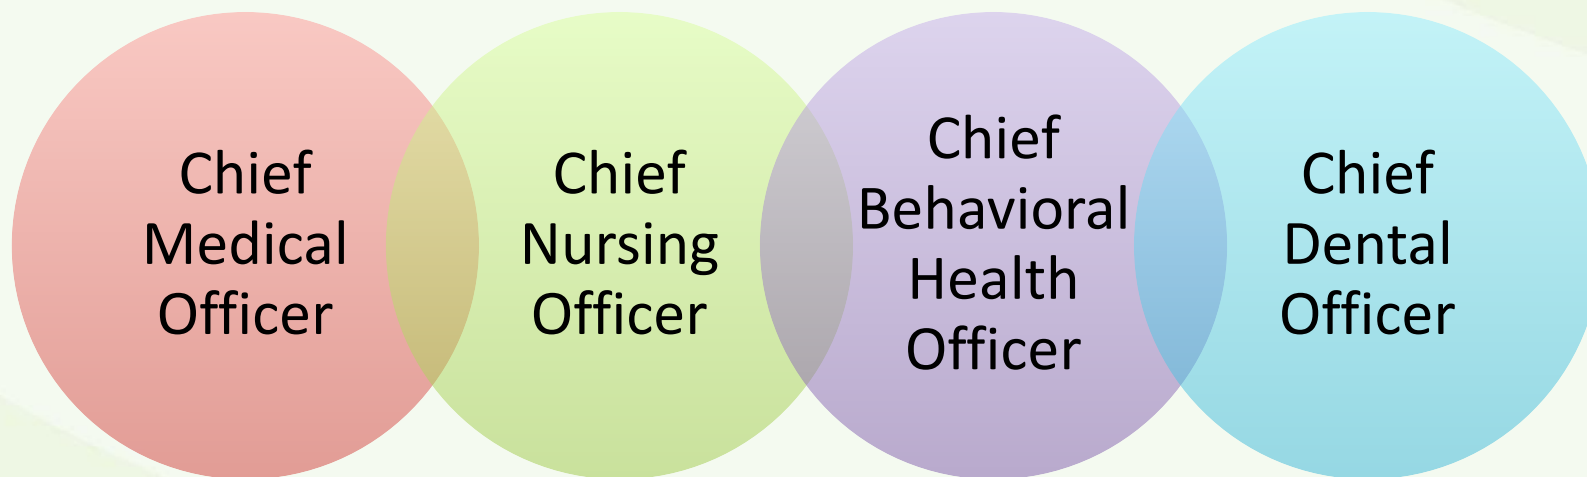 Chief
Medical
Officer
Chief
Nursing
Officer
Chief
Behavioral
Health
Officer
Chief
Dental
Officer